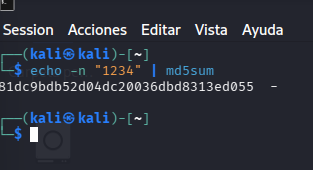 Session Acciones Editar Vista Ayuda
┌──(kali㉿kali)-[~]
└─$ echo -n "1234" | md5sum
81dc9bdb52d04dc20036dbd8313ed055  -
┌──(kali㉿kali)-[~]
└─$